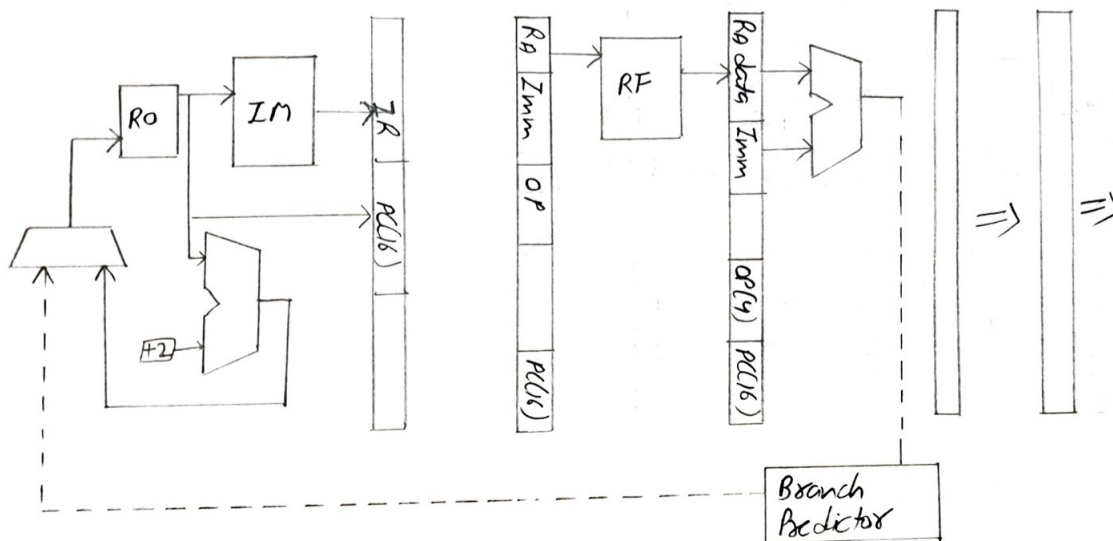 R0
IM
IR
PC(16)
+2
RA
Imm
OP
PC(16)
RF
RA data
Imm
OP(4)
PC(16)
Branch
Predictor